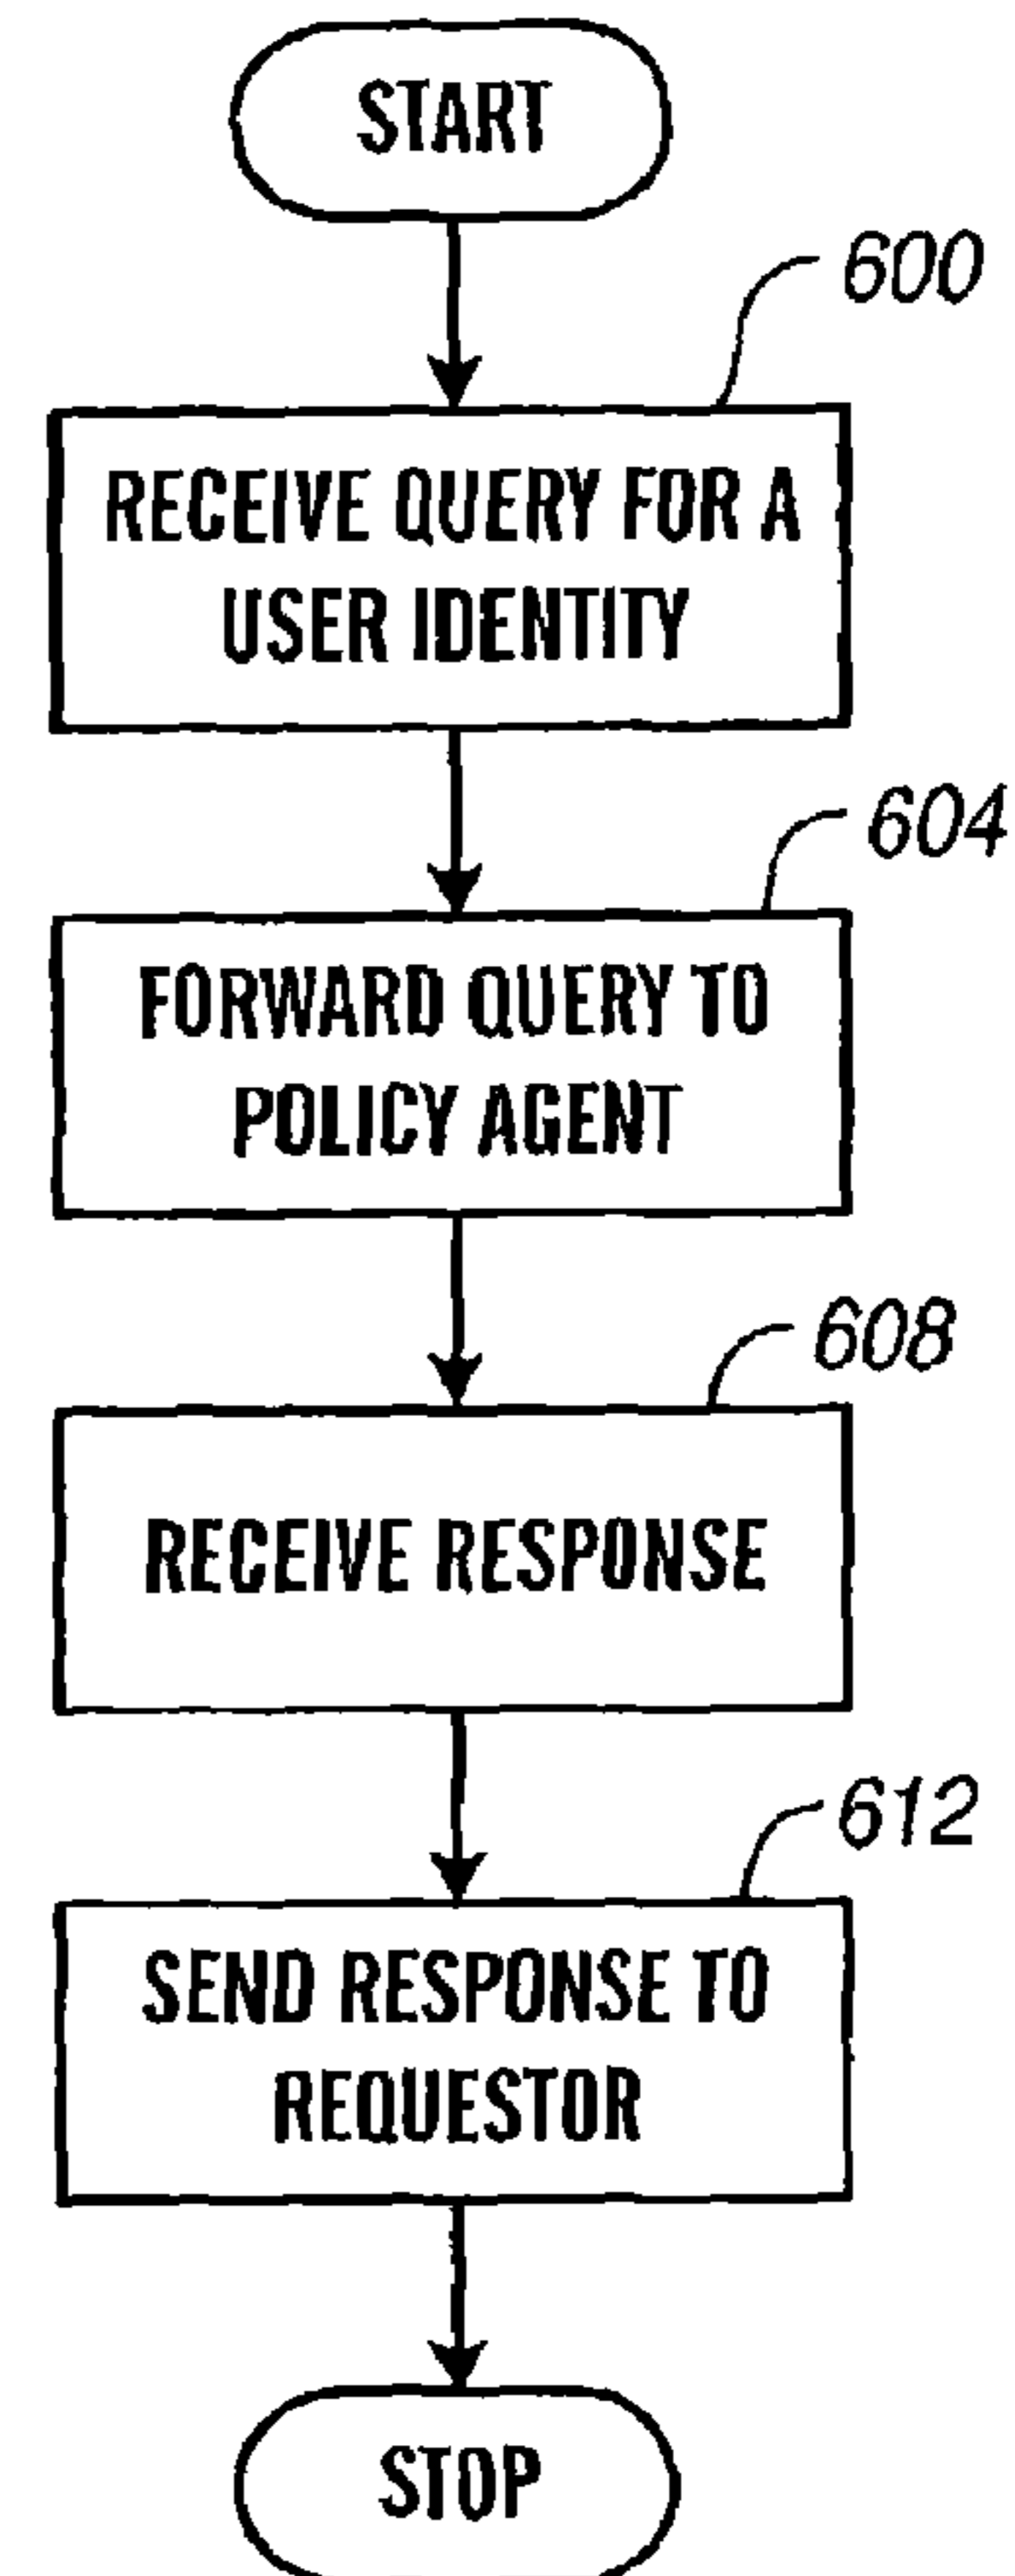 START
600
RECEIVE QUERY FOR A
USER IDENTITY
604
FORWARD QUERY TO
POLICY AGENT
608
RECEIVE RESPONSE
612
SEND RESPONSE TO
REQUESTOR
STOP